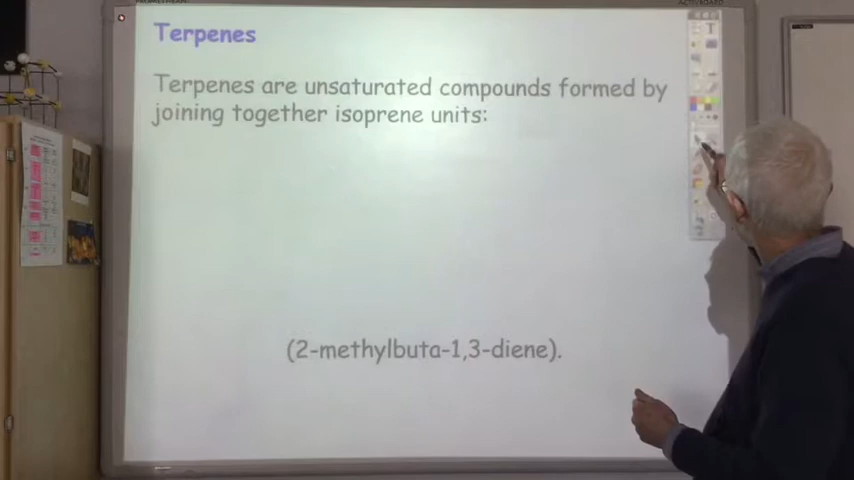 Terpenes
Terpenes are unsaturated compounds formed by
joining together isoprene units:
(2-methylbuta-1,3-diene).